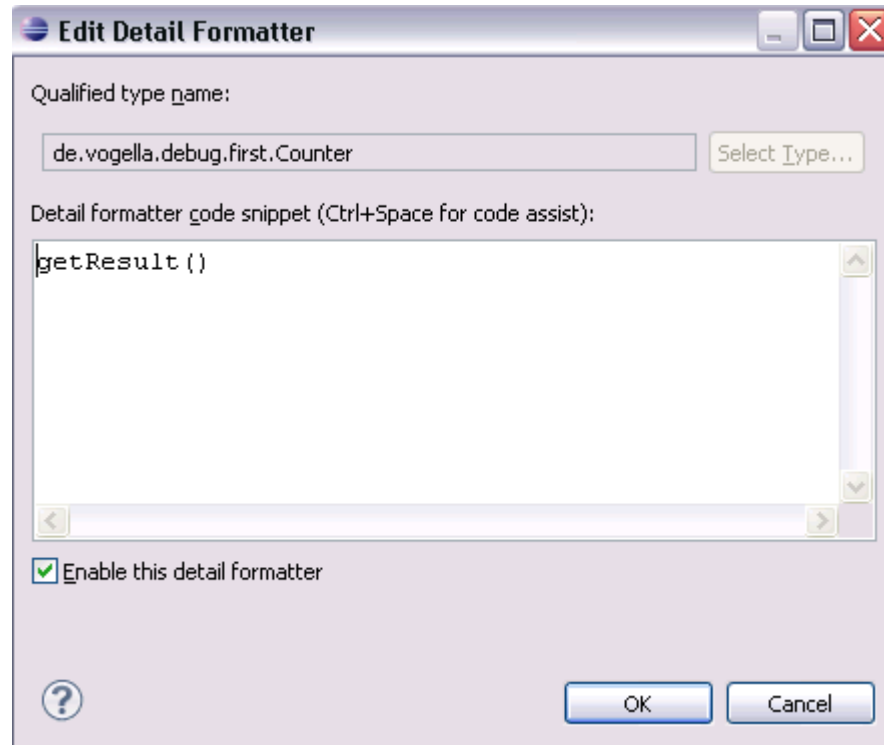 Edit Detail Formatter
Qualified type name:
de.vogella.debug.first.Counter
Select Type...
Detail formatter code snippet (Ctrl+Space for code assist):
getResult()
Enable this detail formatter
?
OK
Cancel